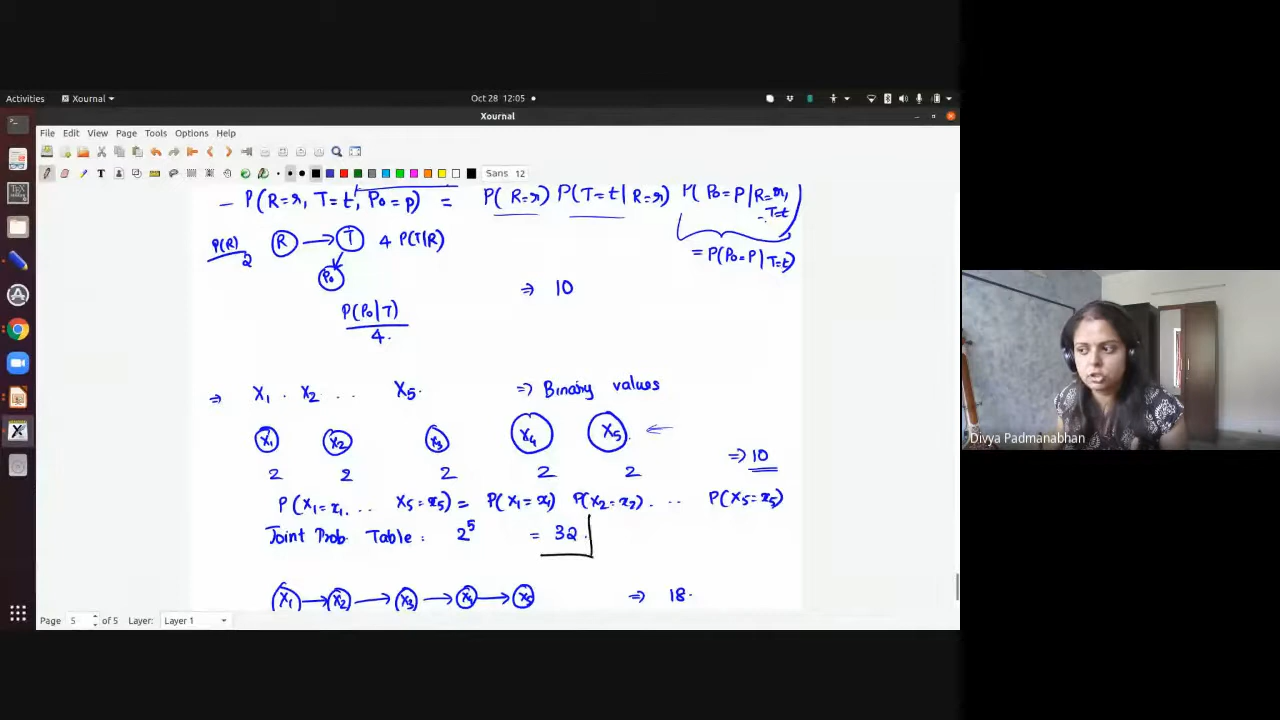 Activities Xournal Oct 28 12:05
Xournal
File Edit View Page Tools Options Help
Sans 12
- P(R=r, T=t, Po=p) = P(R=r) P(T=t | R=r) P(Po=P | R=r, T=t)
P(R) 2 R → T 4 P(T|R)
= P(Po=P | T=t)
Po
⇒ 10
P(Po|T)
4.
⇒ X1 . X2 .. X5. ⇒ Binary values
X1 X2 X3 X4 X5
2 2 2 2 2 ⇒ 10
P(X1=x1, ... X5=x5) = P(X1=x1) P(X2=x2) ... P(X5=x5)
Joint Prob. Table : 2^5 = 32.
X1 → X2 → X3 → X4 → X5 ⇒ 18.
Page 5 of 5 Layer: Layer 1
Divya Padmanabhan